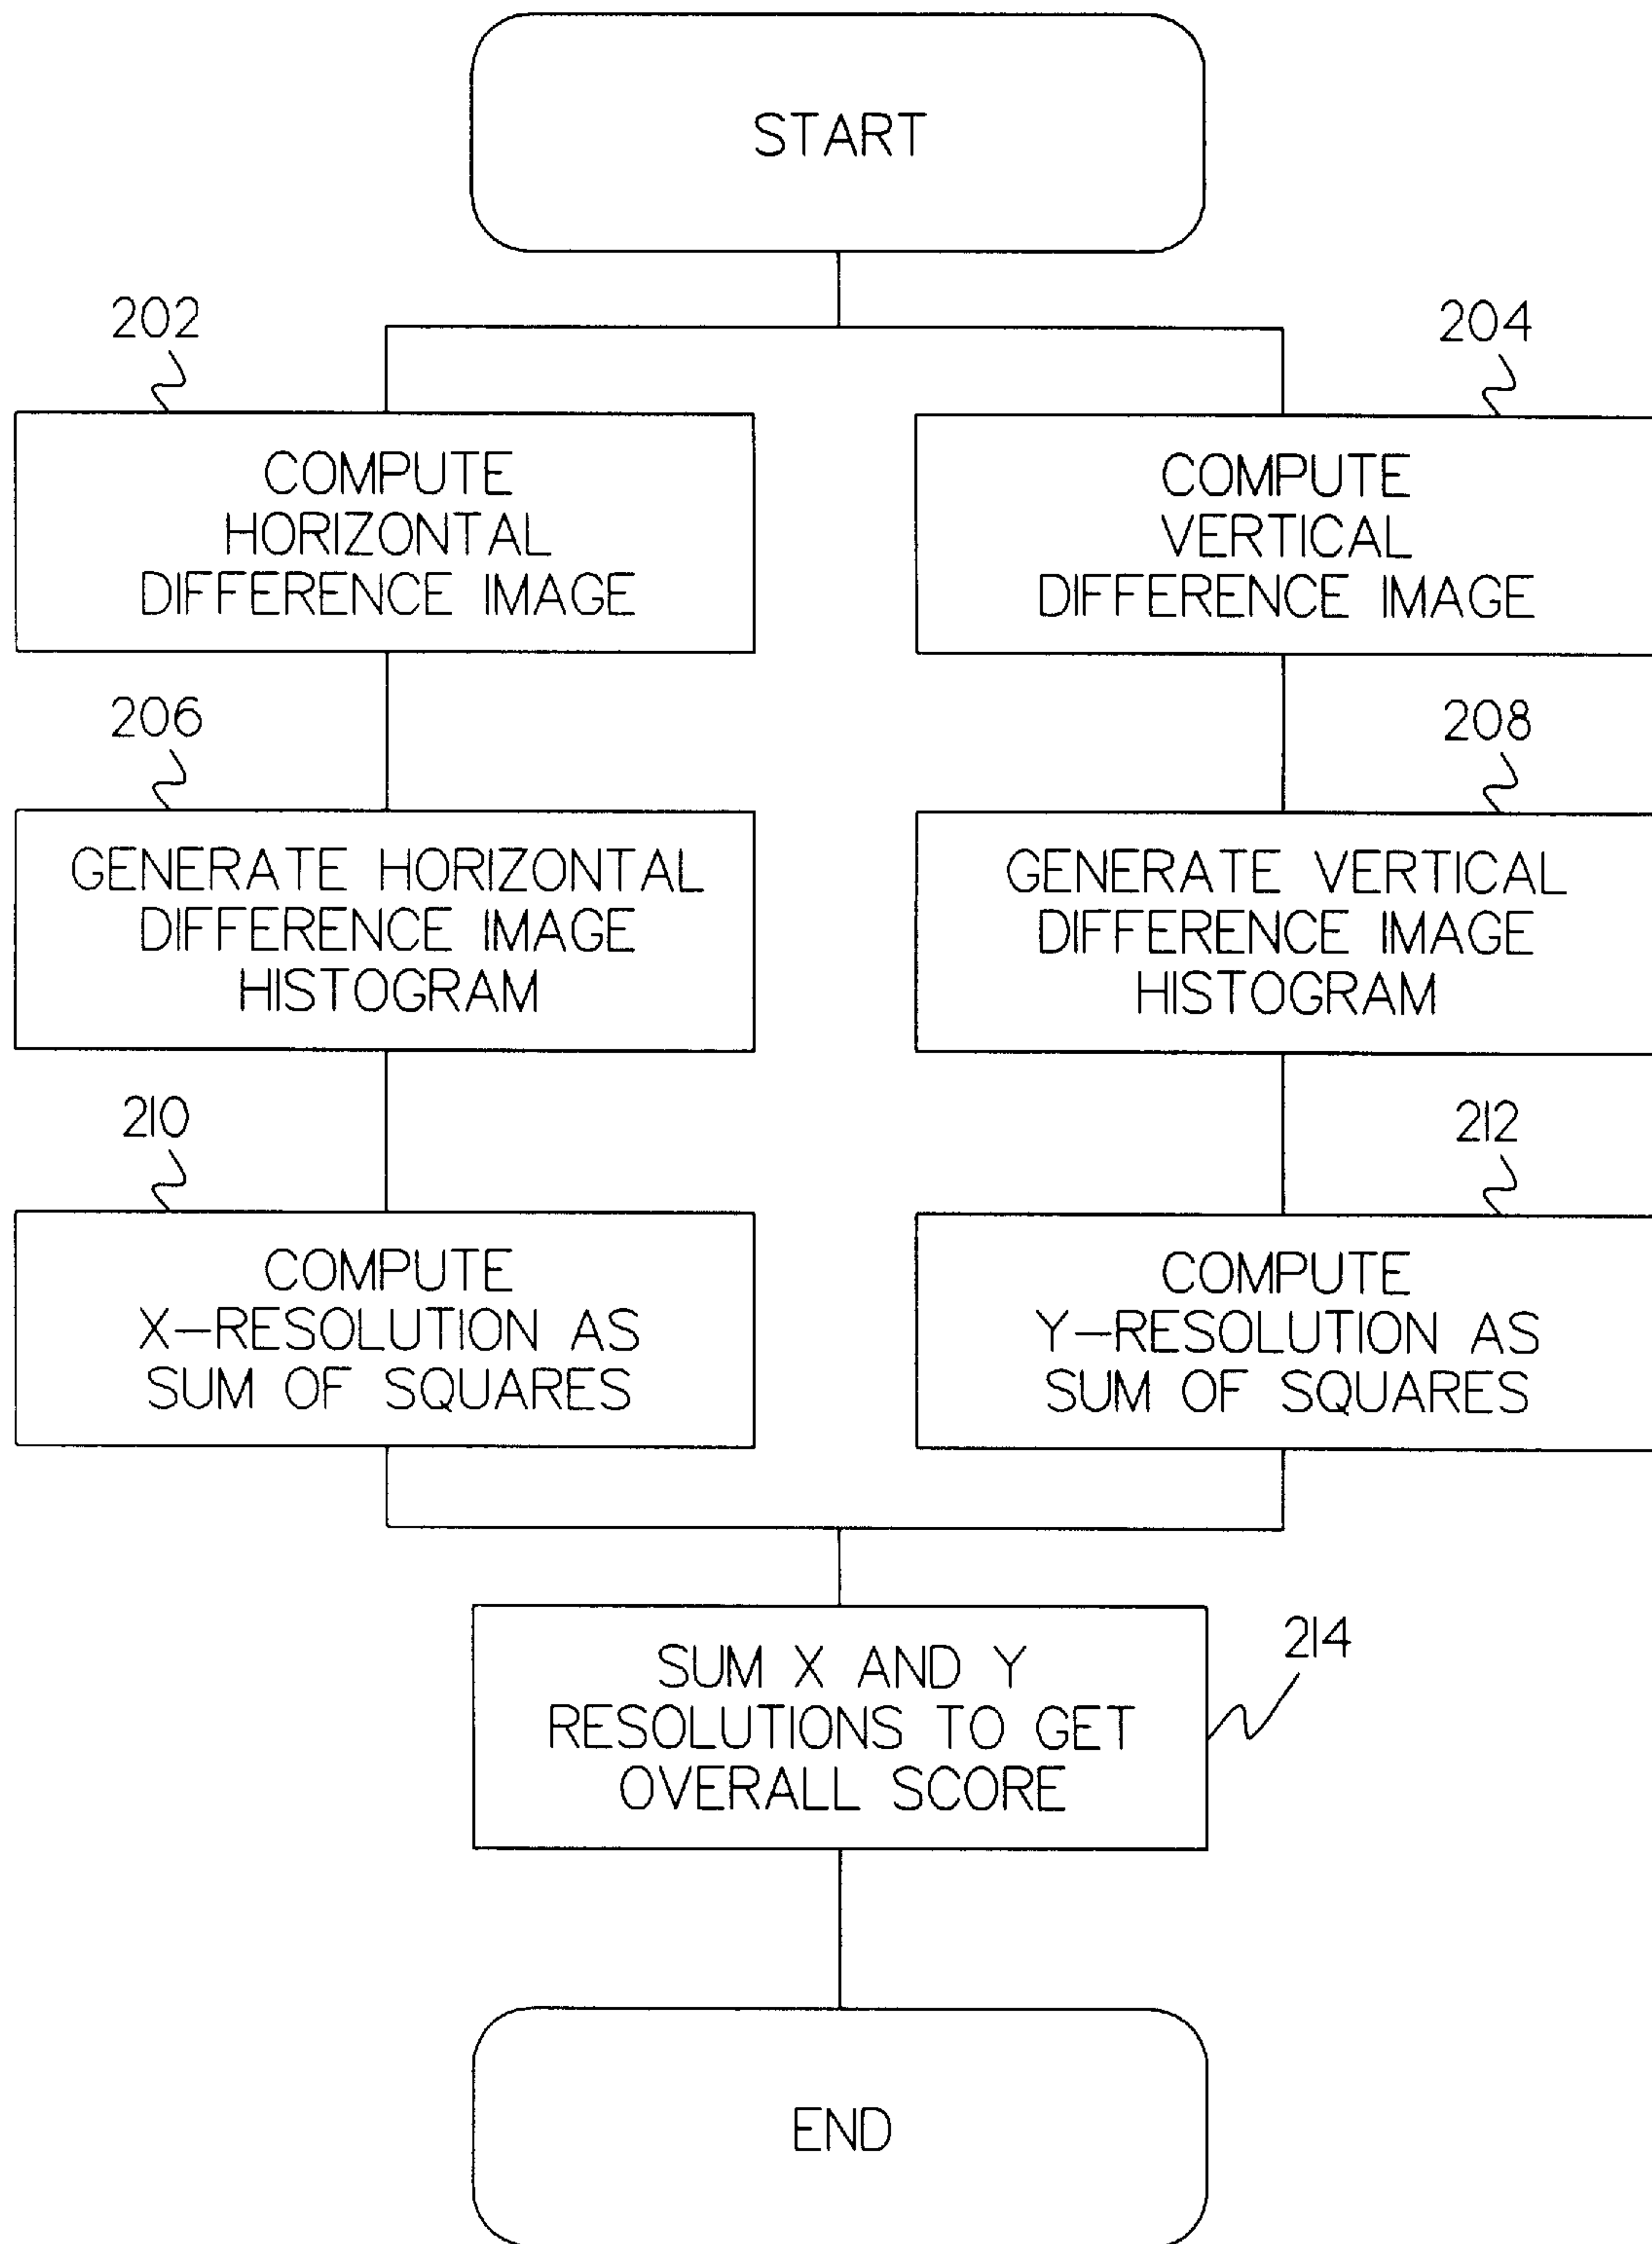 START
202
204
COMPUTE
HORIZONTAL
DIFFERENCE IMAGE
COMPUTE
VERTICAL
DIFFERENCE IMAGE
206
208
GENERATE HORIZONTAL
DIFFERENCE IMAGE
HISTOGRAM
GENERATE VERTICAL
DIFFERENCE IMAGE
HISTOGRAM
210
212
COMPUTE
X-RESOLUTION AS
SUM OF SQUARES
COMPUTE
Y-RESOLUTION AS
SUM OF SQUARES
SUM X AND Y
RESOLUTIONS TO GET
OVERALL SCORE
214
END